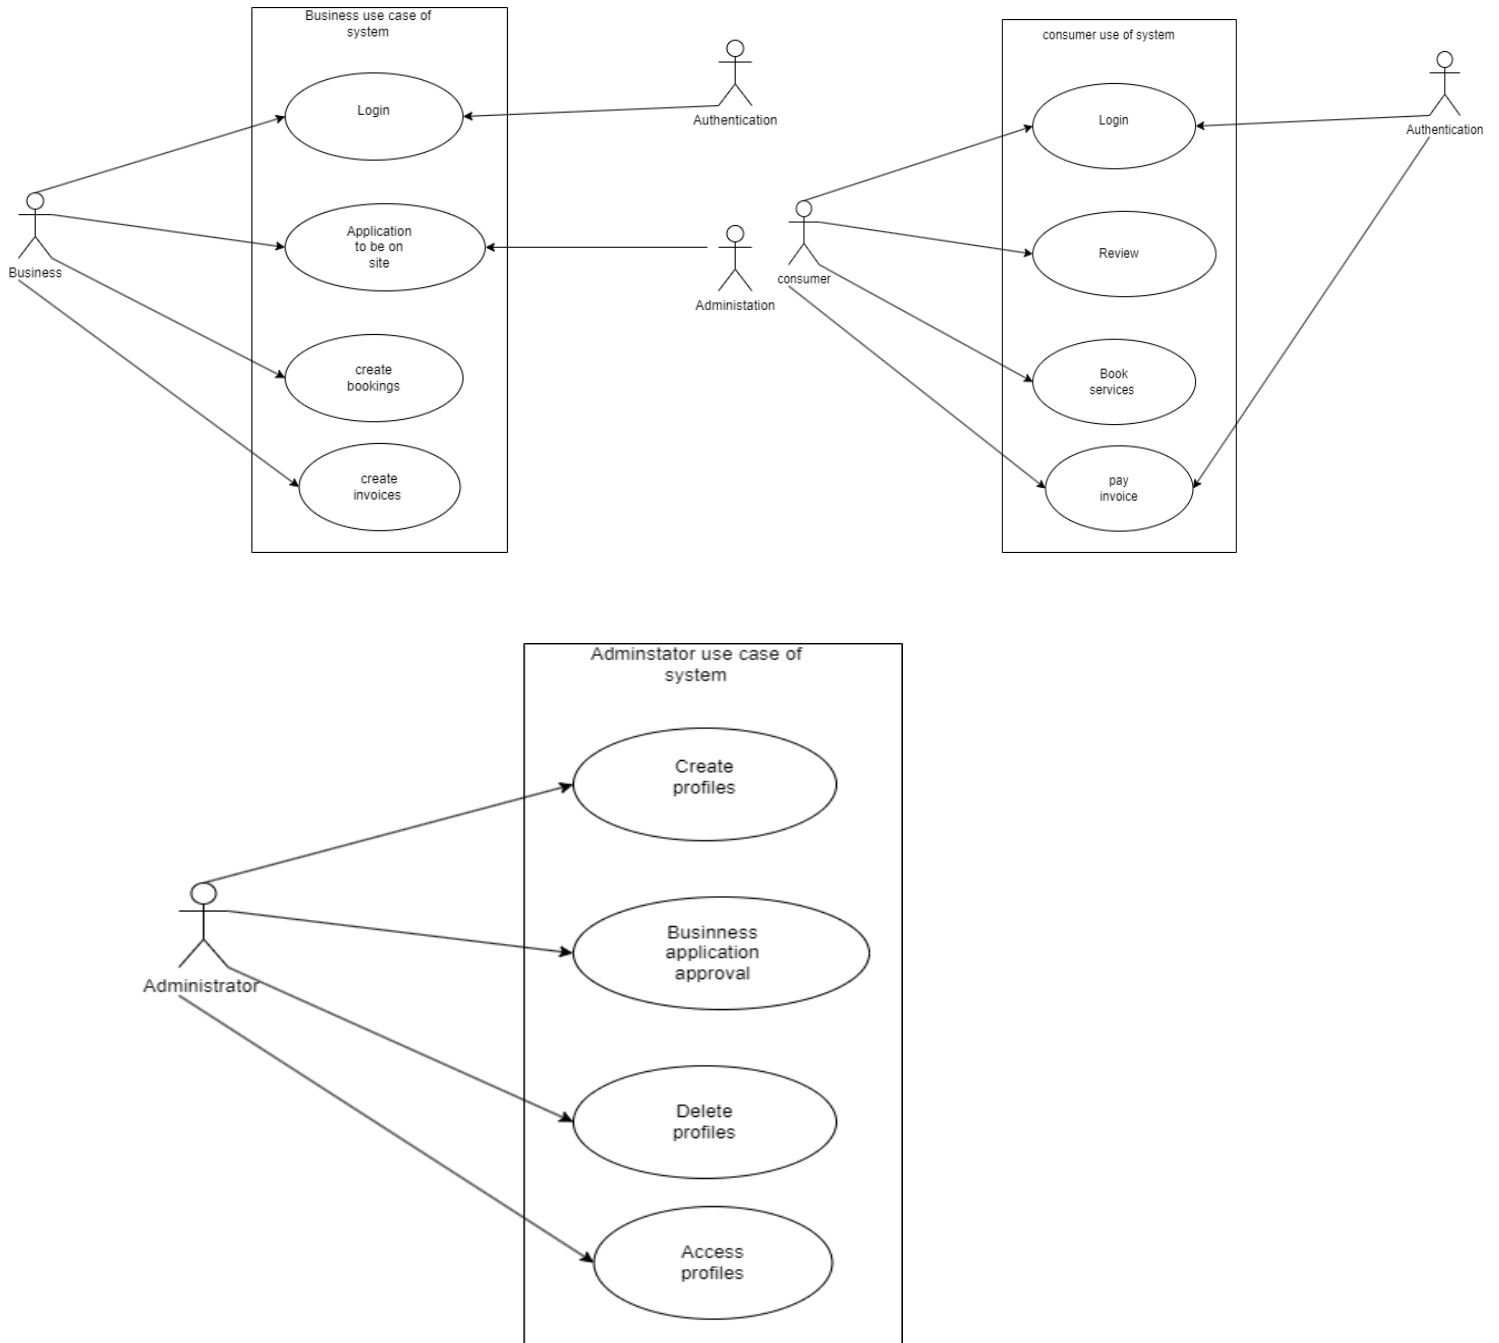 Business use case of
system
Login
Authentication
Business
Application
to be on
site
Administation
create
bookings
create
invoices
consumer use of system
Login
Authentication
consumer
Review
Book
services
pay
invoice
Adminstator use case of
system
Create
profiles
Administrator
Businness
application
approval
Delete
profiles
Access
profiles